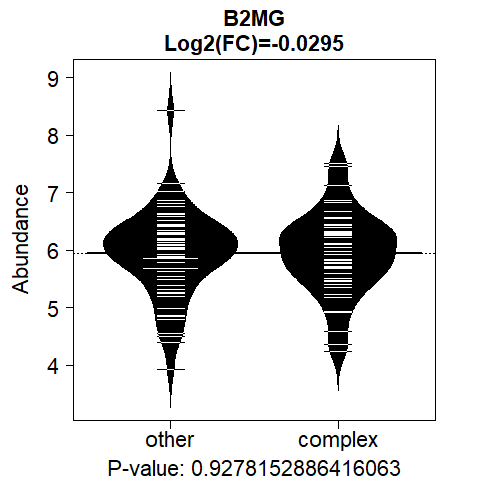 B2MG
Log2(FC)=-0.0295
Abundance
9
8
7
6
5
4
other complex
P-value: 0.9278152886416063